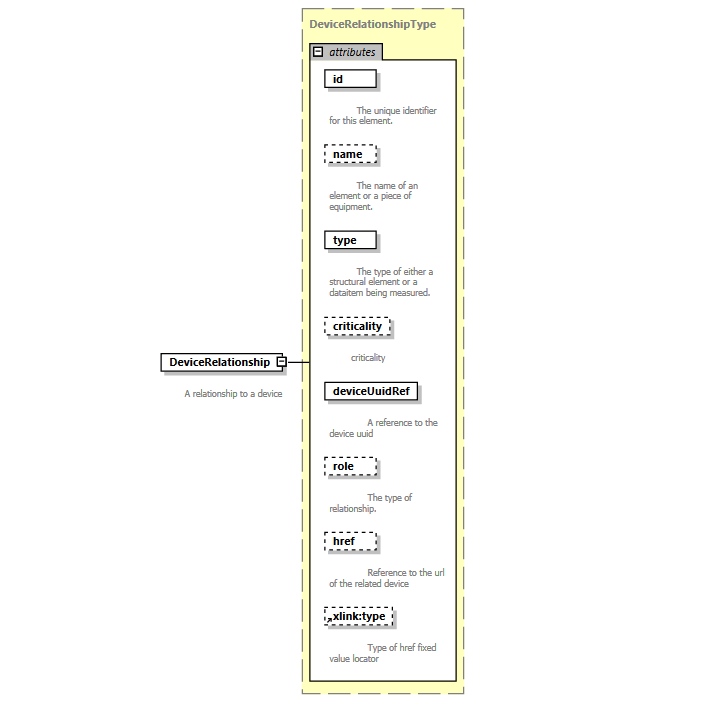 DeviceRelationshipType
attributes
id
The unique identifier
for this element.
name
The name of an
element or a piece of
equipment.
type
The type of either a
structural element or a
dataitem being measured.
criticality
criticality
DeviceRelationship
A relationship to a device
deviceUuidRef
A reference to the
device uuid
role
The type of
relationship.
href
Reference to the url
of the related device
xlink:type
Type of href fixed
value locator